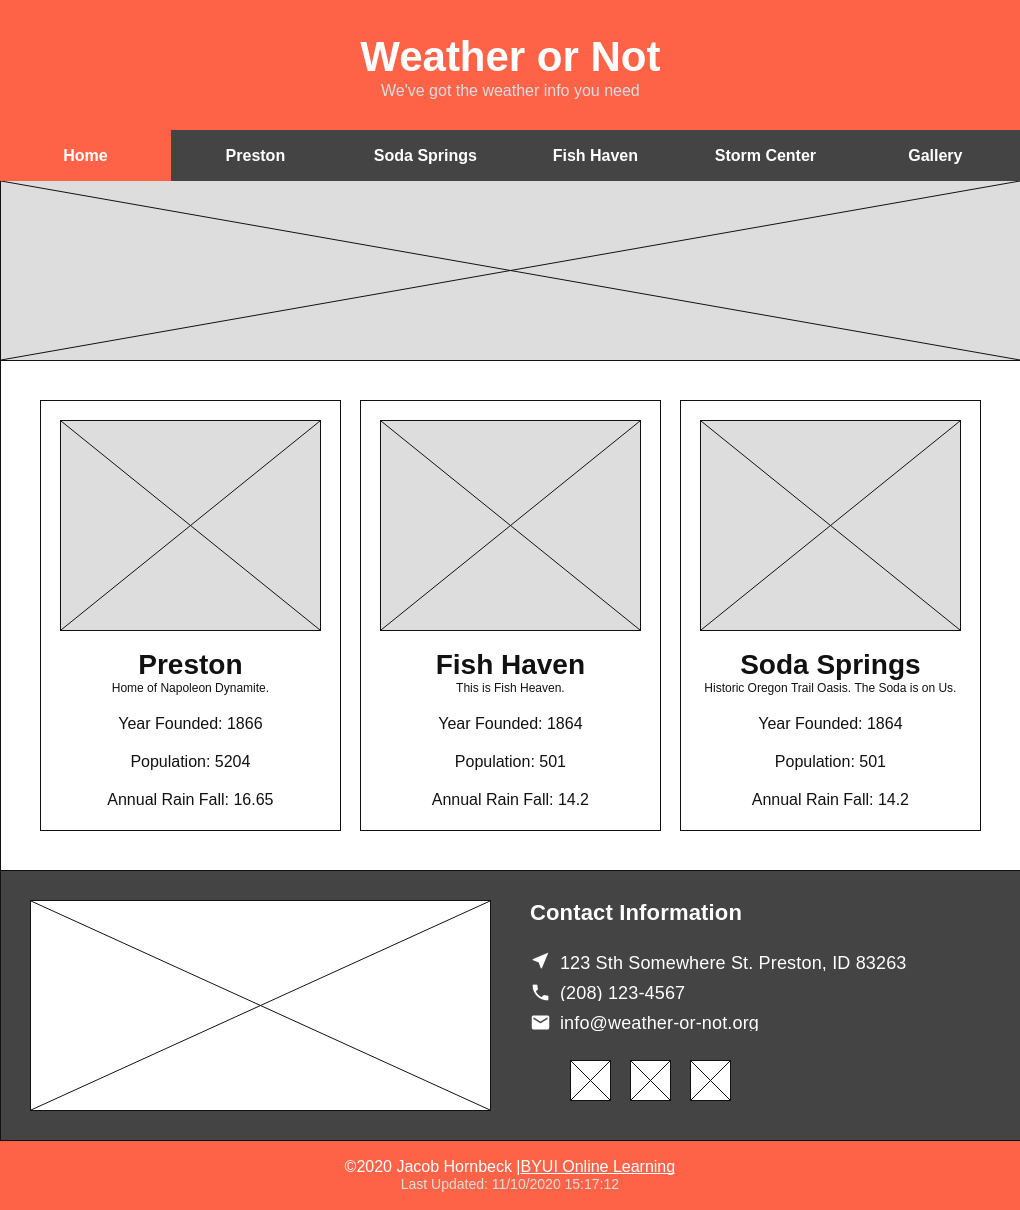 Weather or Not
We've got the weather info you need
Home Preston Soda Springs Fish Haven Storm Center Gallery
Preston
Home of Napoleon Dynamite.
Year Founded: 1866
Population: 5204
Annual Rain Fall: 16.65
Fish Haven
This is Fish Heaven.
Year Founded: 1864
Population: 501
Annual Rain Fall: 14.2
Soda Springs
Historic Oregon Trail Oasis. The Soda is on Us.
Year Founded: 1864
Population: 501
Annual Rain Fall: 14.2
Contact Information
123 Sth Somewhere St. Preston, ID 83263
(208) 123-4567
info@weather-or-not.org
©2020 Jacob Hornbeck |BYUI Online Learning
Last Updated: 11/10/2020 15:17:12